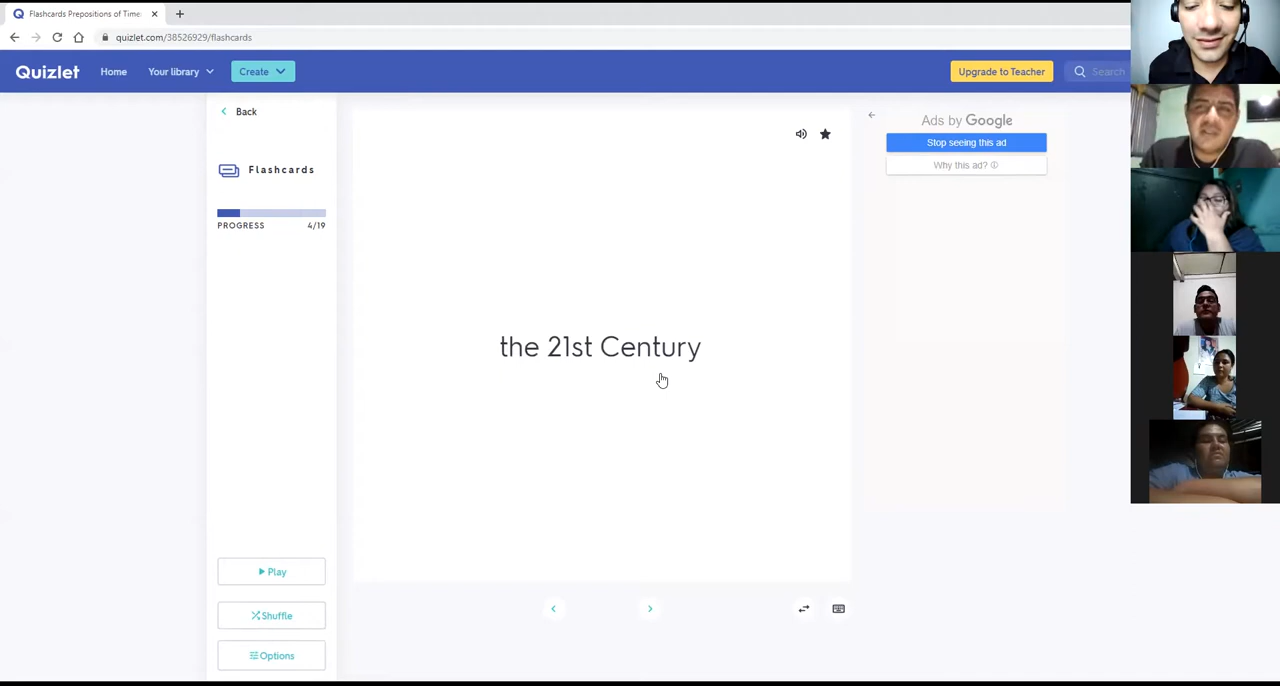 Flashcards Prepositions of Time:
quizlet.com/38526929/flashcards
Quizlet
Home
Your library
Create
Upgrade to Teacher
Search
Back
Flashcards
PROGRESS 4/19
the 21st Century
Ads by Google
Stop seeing this ad
Why this ad?
Play
Shuffle
Options